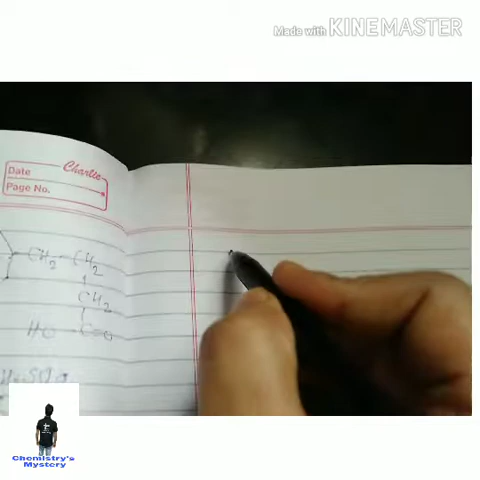 Made with KINEMASTER
Date
Charlie
Page No.
CH2 - CH2
CH2
HO - C=O
Chemistry's
Mystery